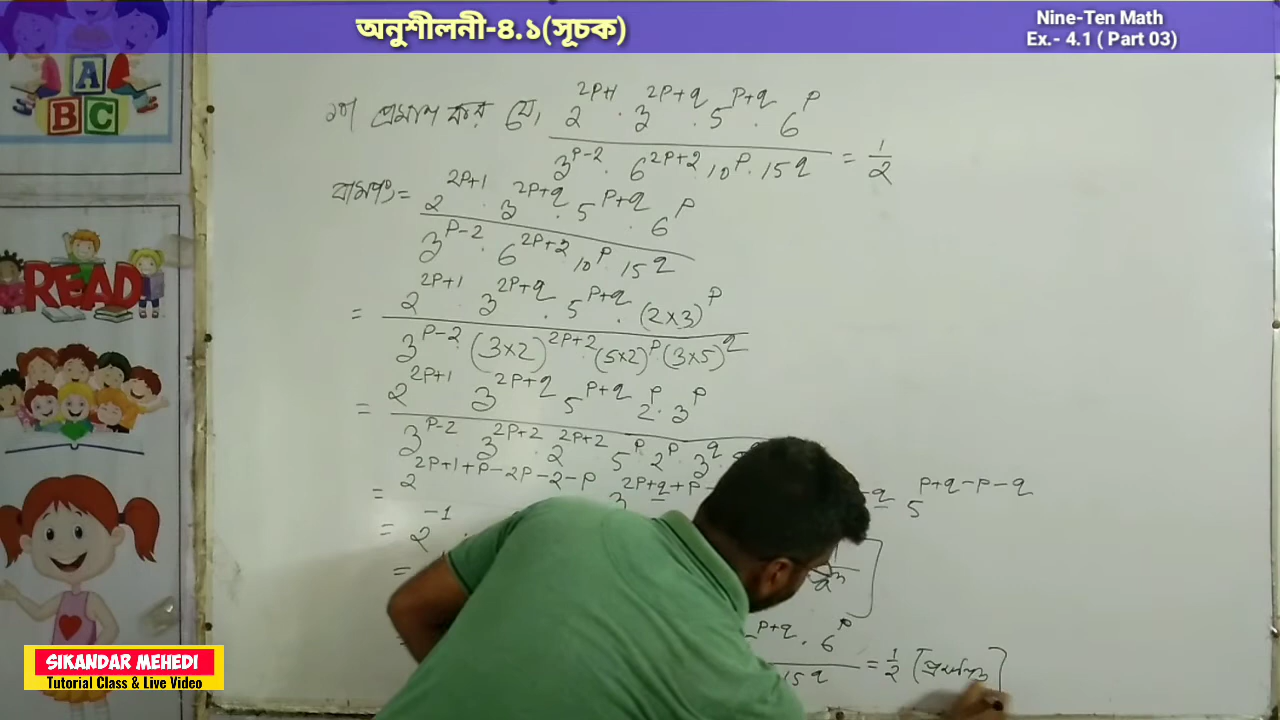 অনুশীলনী-৪.১(সূচক)
Nine-Ten Math
Ex.- 4.1 ( Part 03)
A
B C
READ
প্রমাণ কর যে, (2^(2P+1) . 3^(2P+q) . 5^(P+q) . 6^P) / (3^(P-2) . 6^(2P+2) . 10^P . 15^q) = 1/2
বামপঃ = (2^(2P+1) . 3^(2P+q) . 5^(P+q) . 6^P) / (3^(P-2) . 6^(2P+2) . 10^P . 15^q)
= (2^(2P+1) . 3^(2P+q) . 5^(P+q) . (2×3)^P) / (3^(P-2) (3×2)^(2P+2) . (5×2)^P (3×5)^q)
= (2^(2P+1) 3^(2P+q) 5^(P+q) 2^P . 3^P) / (3^(P-2) 3^(2P+2) . 2^(2P+2) 5^P . 2^P . 3^q
= 2^(2P+1+P-2P-2-P) 3^(2P+q+P- -q) 5^(P+q-P-q)
= 2^(-1) .
=
^(P+q) . 6^P
15^q = 1/2 [প্রমাণিত]
SIKANDAR MEHEDI
Tutorial Class & Live Video